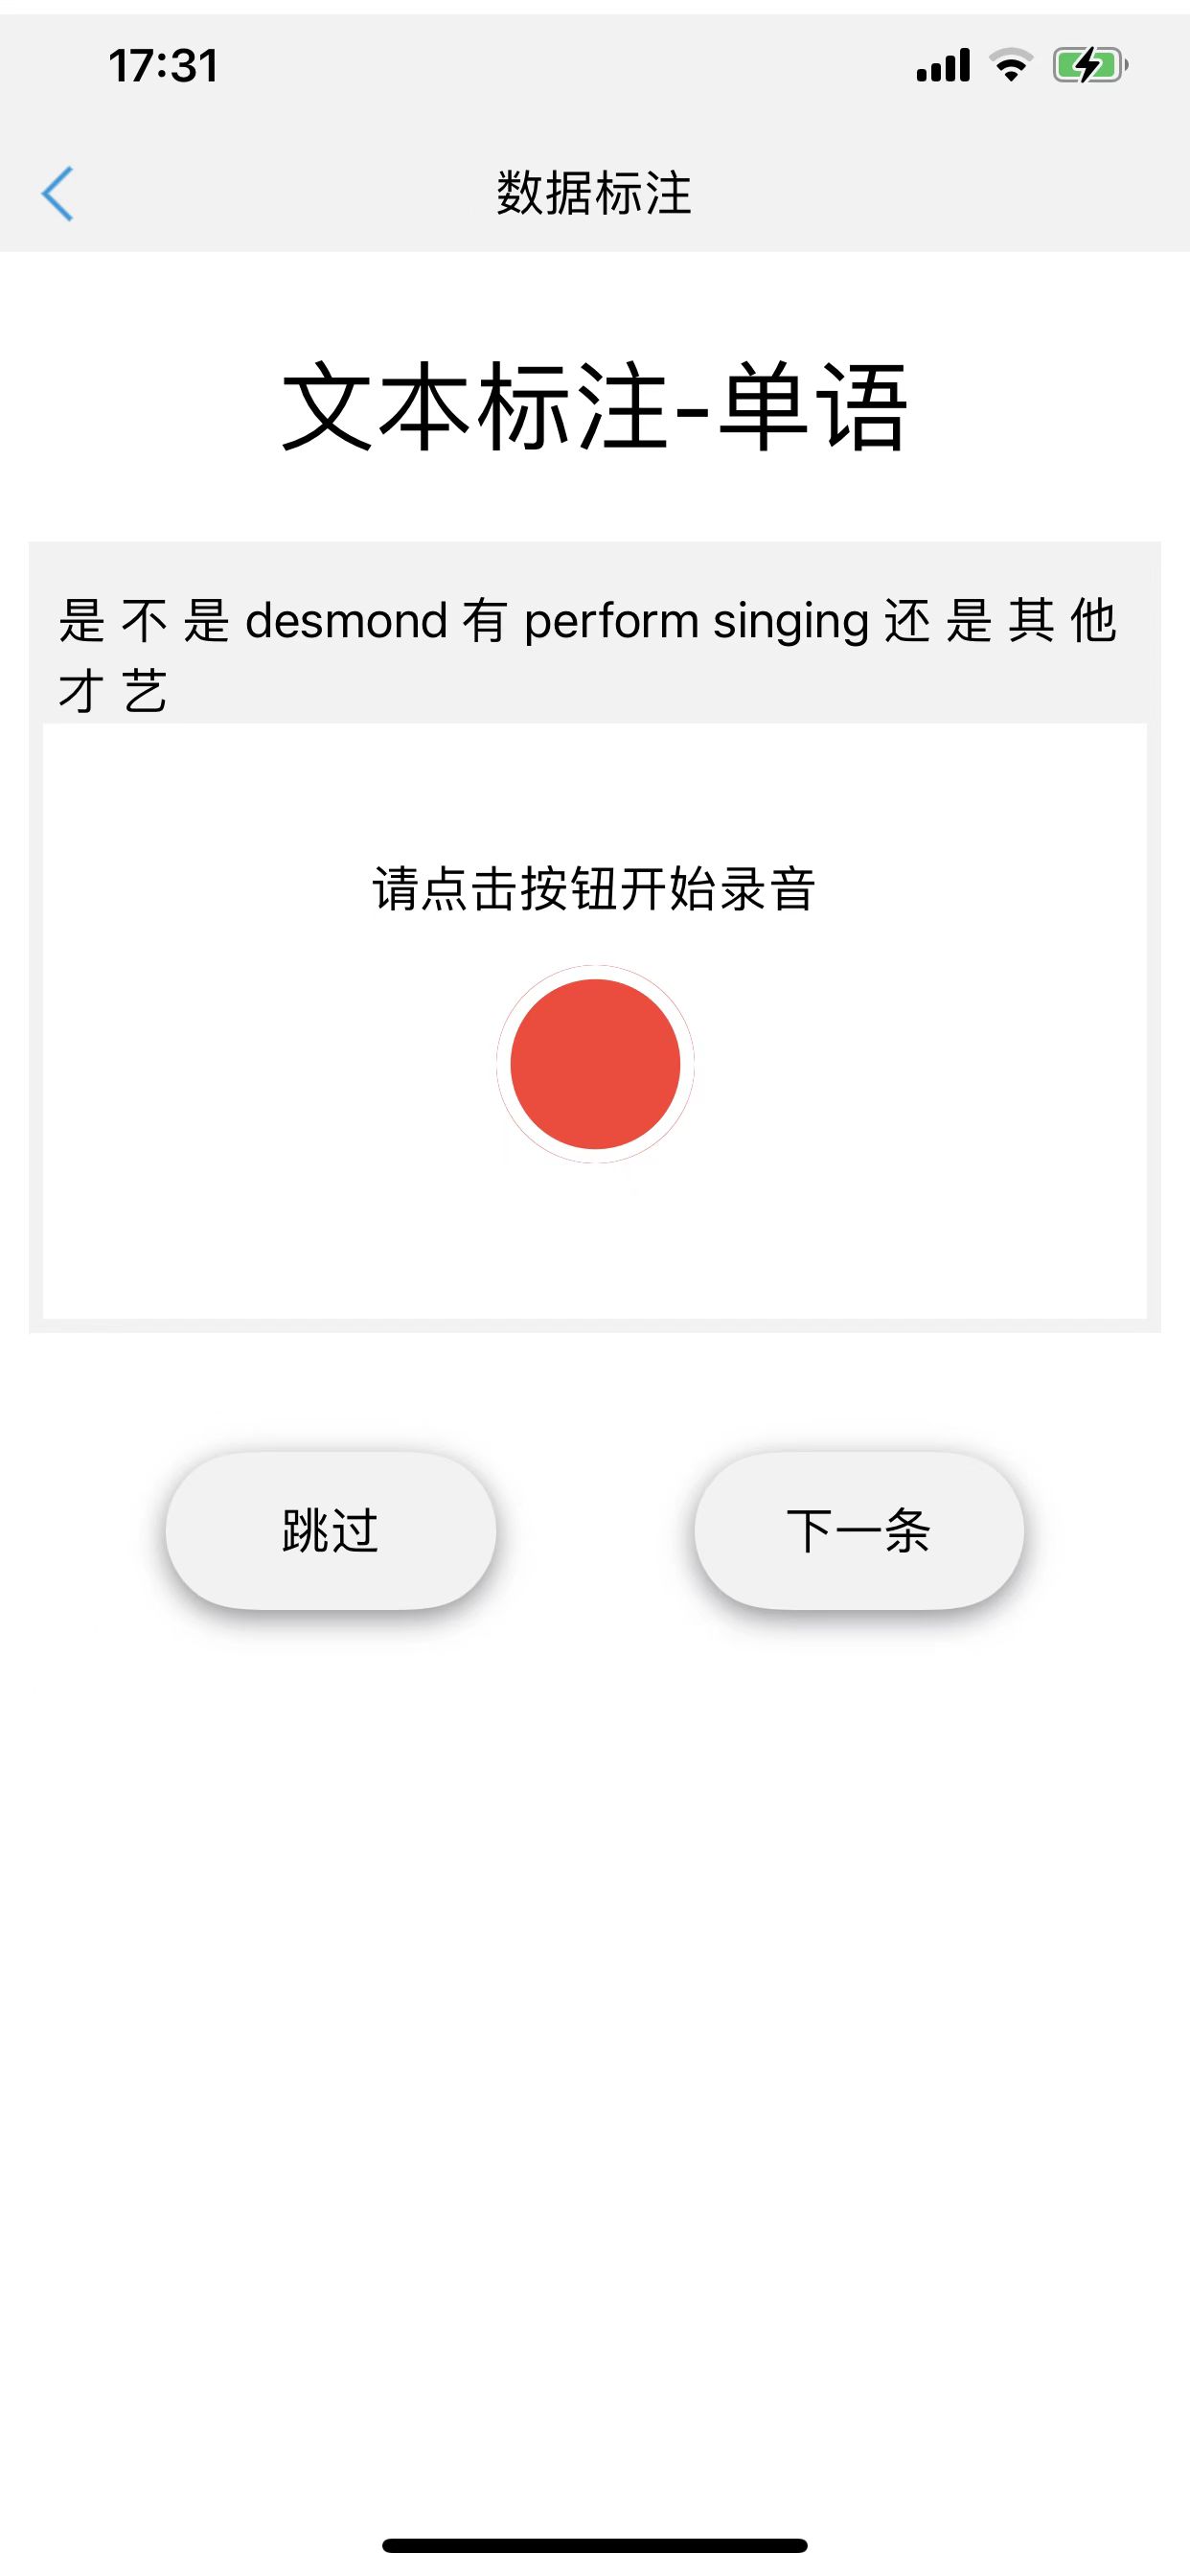 17:31
数据标注
文本标注-单语
是 不 是 desmond 有 perform singing 还 是 其 他
才 艺
请点击按钮开始录音
跳过
下一条